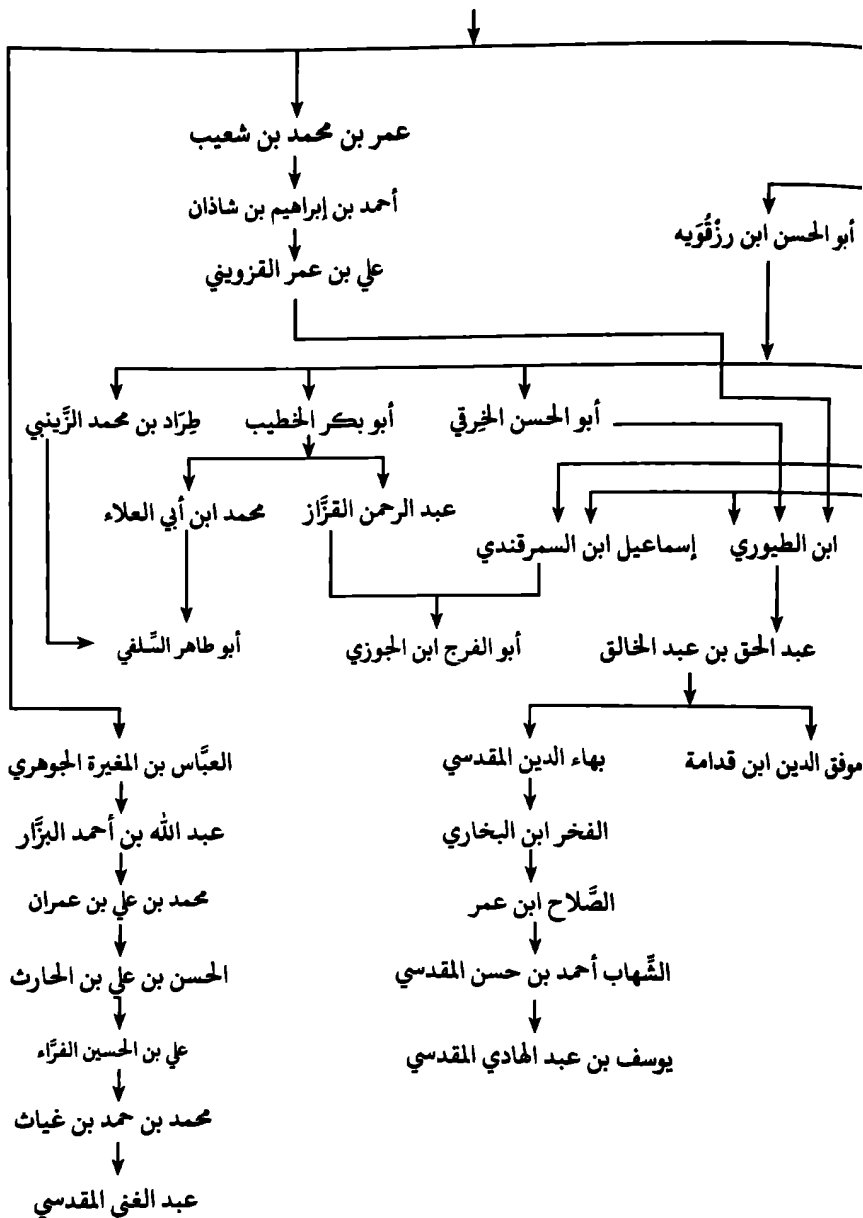 عمر بن محمد بن شعيب
أحمد بن إبراهيم بن شاذان
أبو الحسن ابن رزْقُوَيه
علي بن عمر القزويني
أبو الحسن الخِرقي
أبو بكر الخطيب
طِرَاد بن محمد الزَّينبي
عبد الرحمن القزَّاز
محمد ابن أبي العلاء
ابن الطيوري
إسماعيل ابن السمرقندي
عبد الحق بن عبد الخالق
أبو الفرج ابن الجوزي
أبو طاهر السِّلفي
موفق الدين ابن قدامة
بهاء الدين المقدسي
العبَّاس بن المغيرة الجوهري
الفخر ابن البخاري
عبد الله بن أحمد البزَّار
الصَّلاح ابن عمر
محمد بن علي بن عمران
الشِّهاب أحمد بن حسن المقدسي
الحسن بن علي بن الحارث
يوسف بن عبد الهادي المقدسي
علي بن الحسين الفرَّاء
محمد بن حمد بن غياث
عبد الغني المقدسي